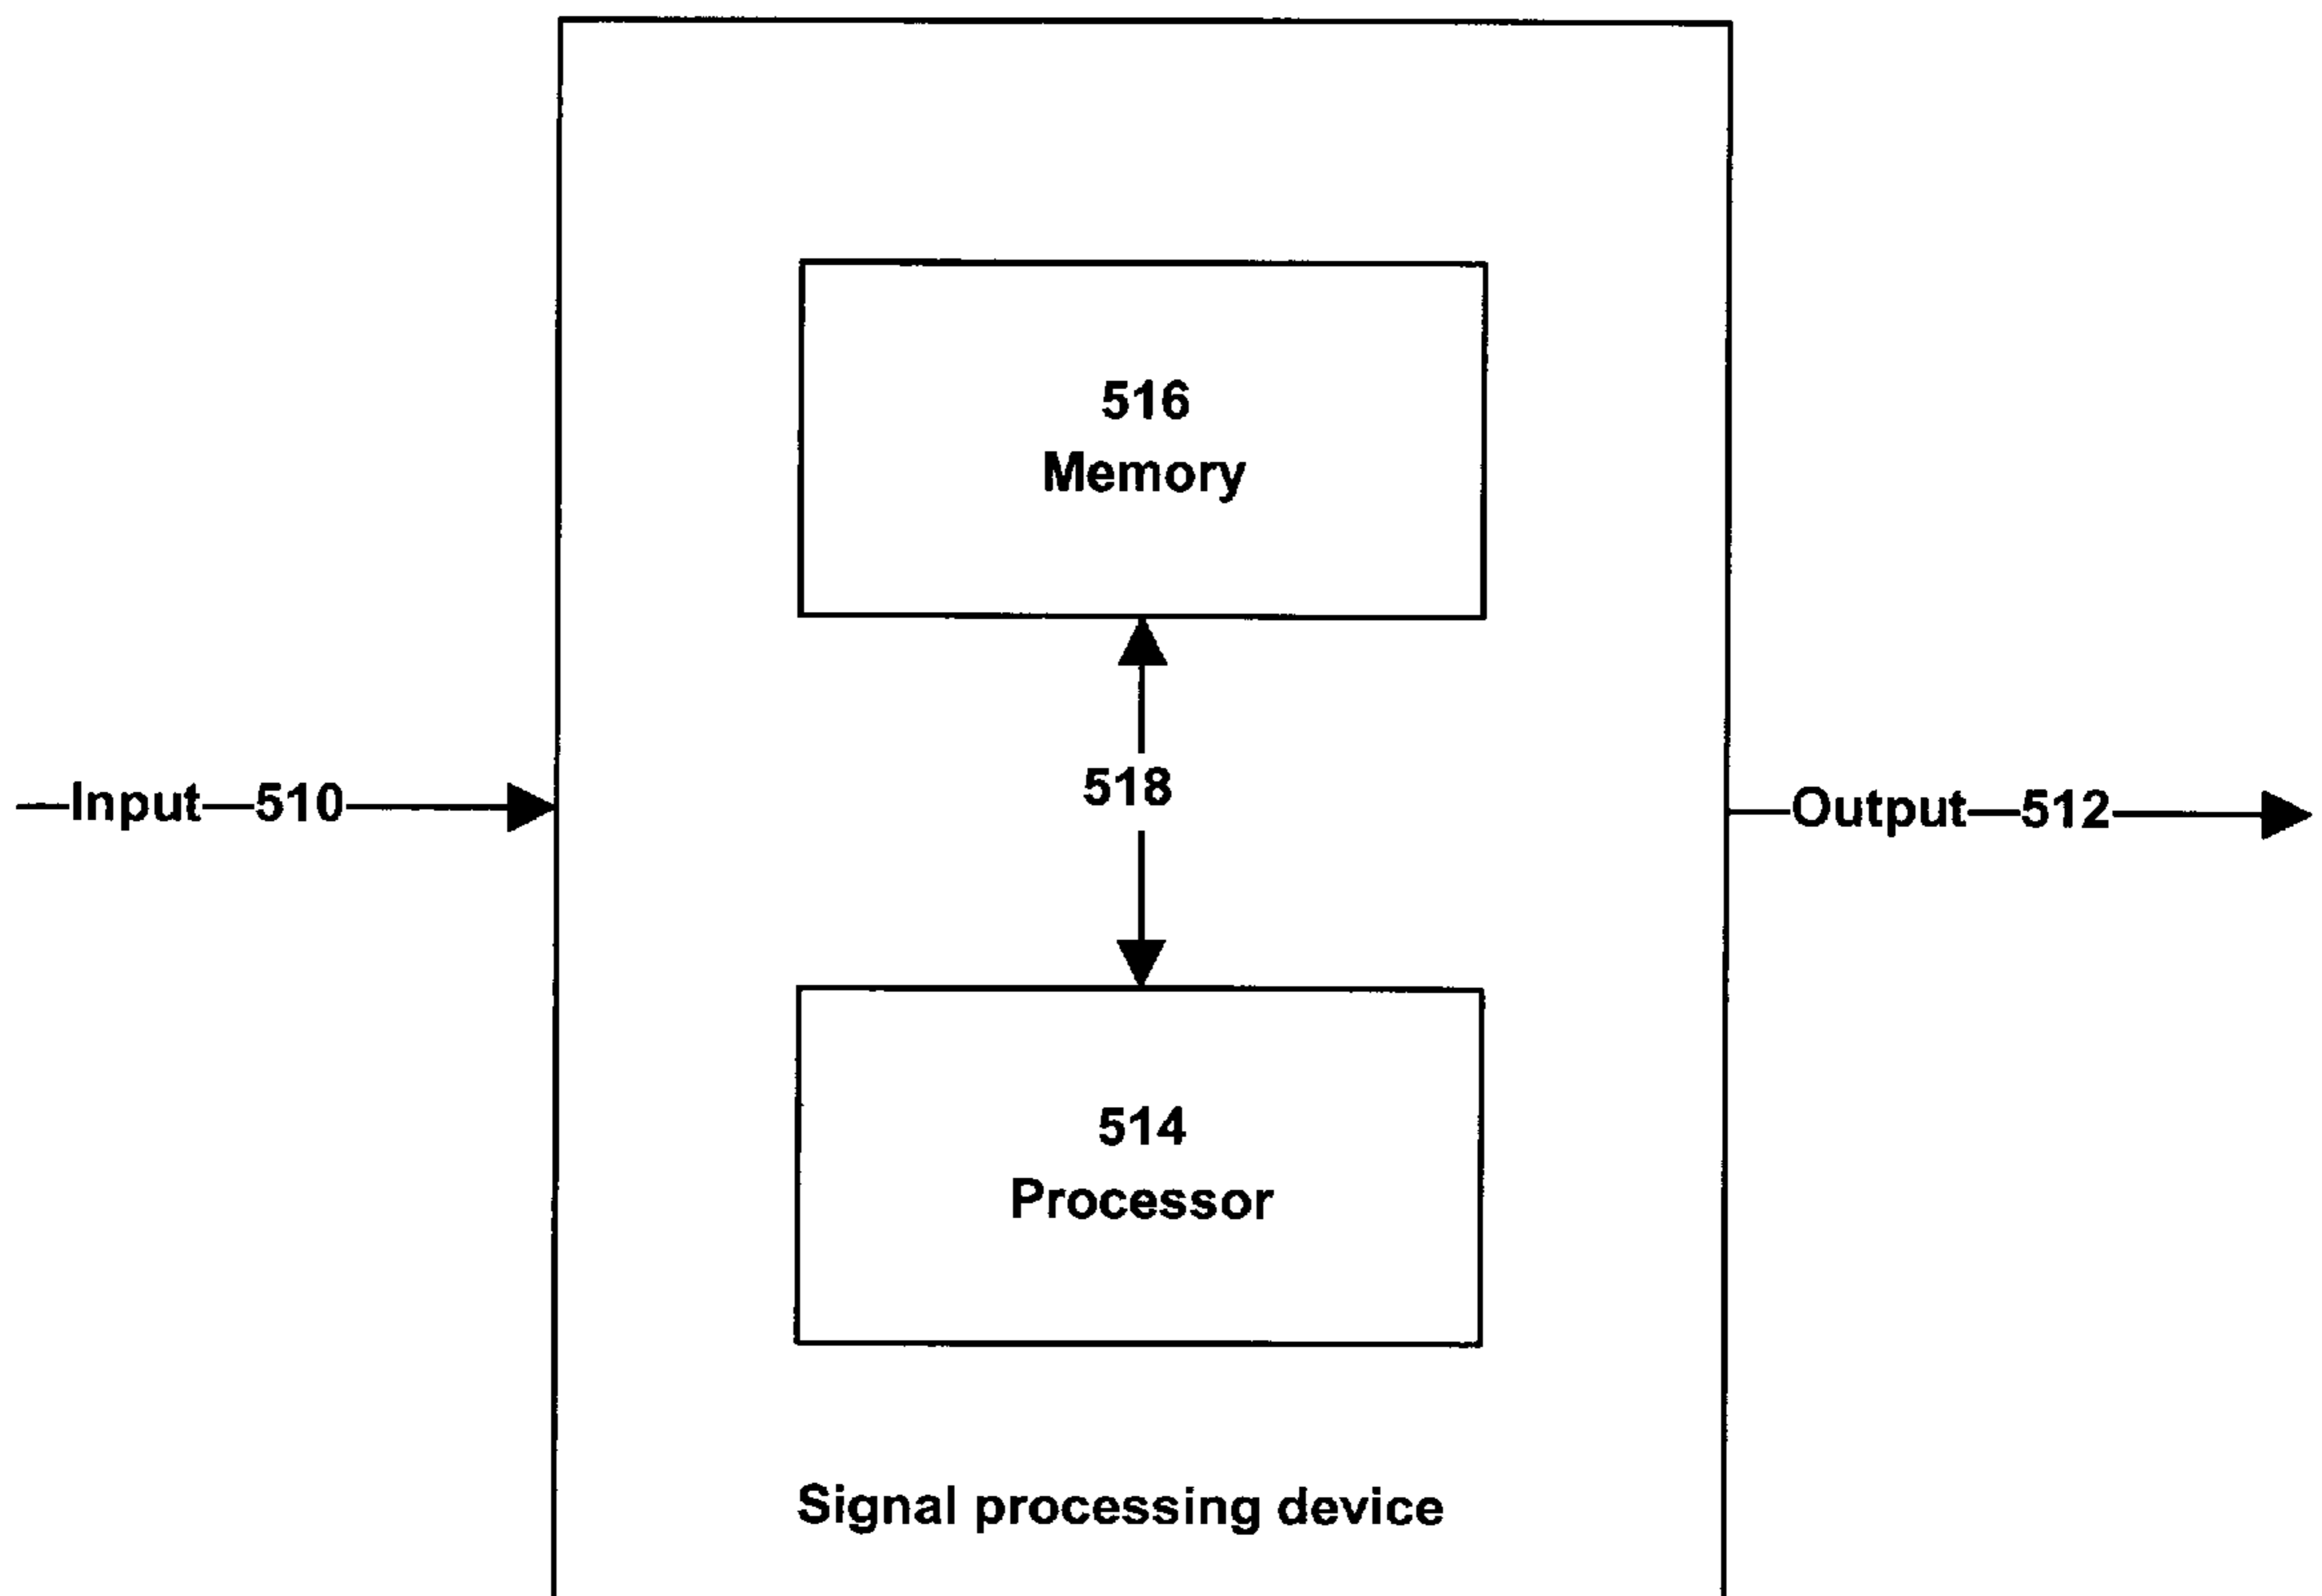 516
Memory
518
Input 510
Output 512
514
Processor
Signal processing device